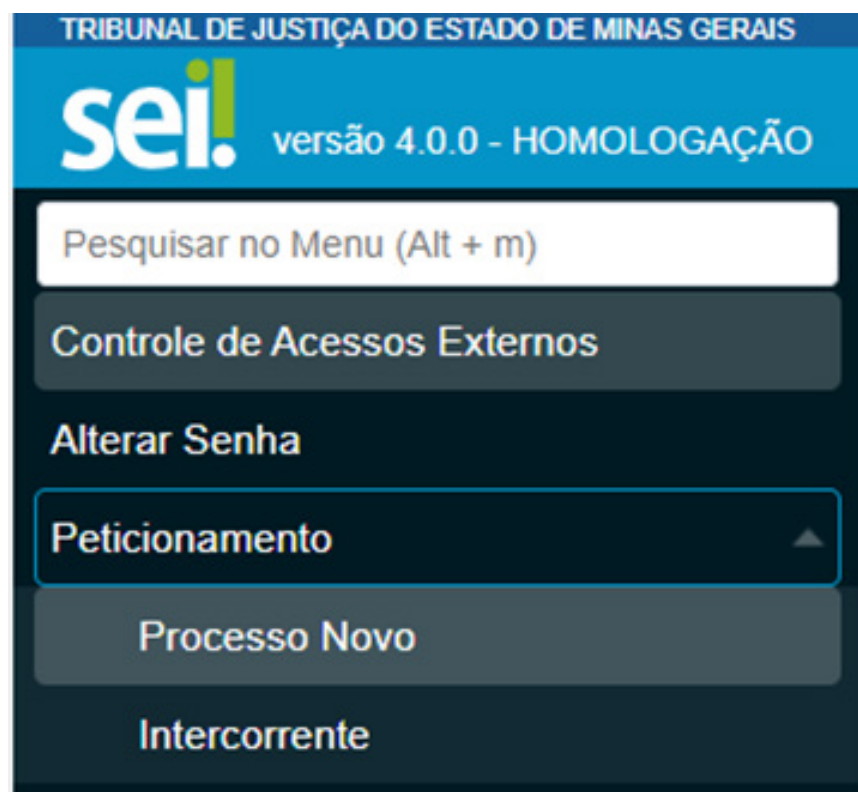 TRIBUNAL DE JUSTIÇA DO ESTADO DE MINAS GERAIS
sei! versão 4.0.0 - HOMOLOGAÇÃO
Pesquisar no Menu (Alt + m)
Controle de Acessos Externos
Alterar Senha
Peticionamento
Processo Novo
Intercorrente